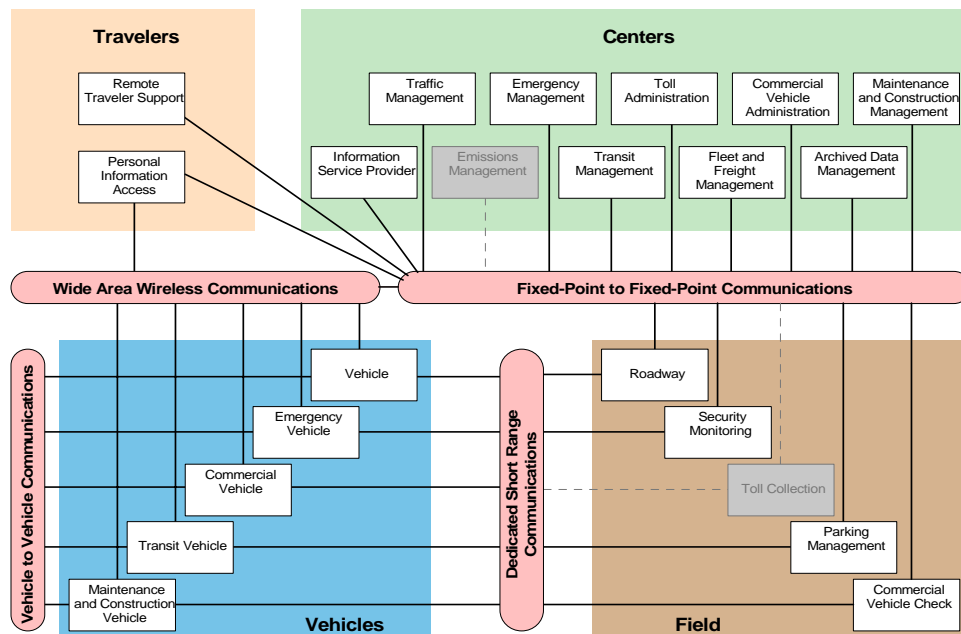 Travelers
Centers
Remote
Traveler Support
Traffic
Management
Emergency
Management
Toll
Administration
Commercial
Vehicle
Administration
Maintenance
and Construction
Management
Personal
Information
Access
Information
Service Provider
Emissions
Management
Transit
Management
Fleet and
Freight
Management
Archived Data
Management
Wide Area Wireless Communications
Fixed-Point to Fixed-Point Communications
Vehicle to Vehicle Communications
Vehicle
Emergency
Vehicle
Commercial
Vehicle
Transit Vehicle
Maintenance
and Construction
Vehicle
Vehicles
Dedicated Short Range
Communications
Roadway
Security
Monitoring
Toll Collection
Parking
Management
Commercial
Vehicle Check
Field